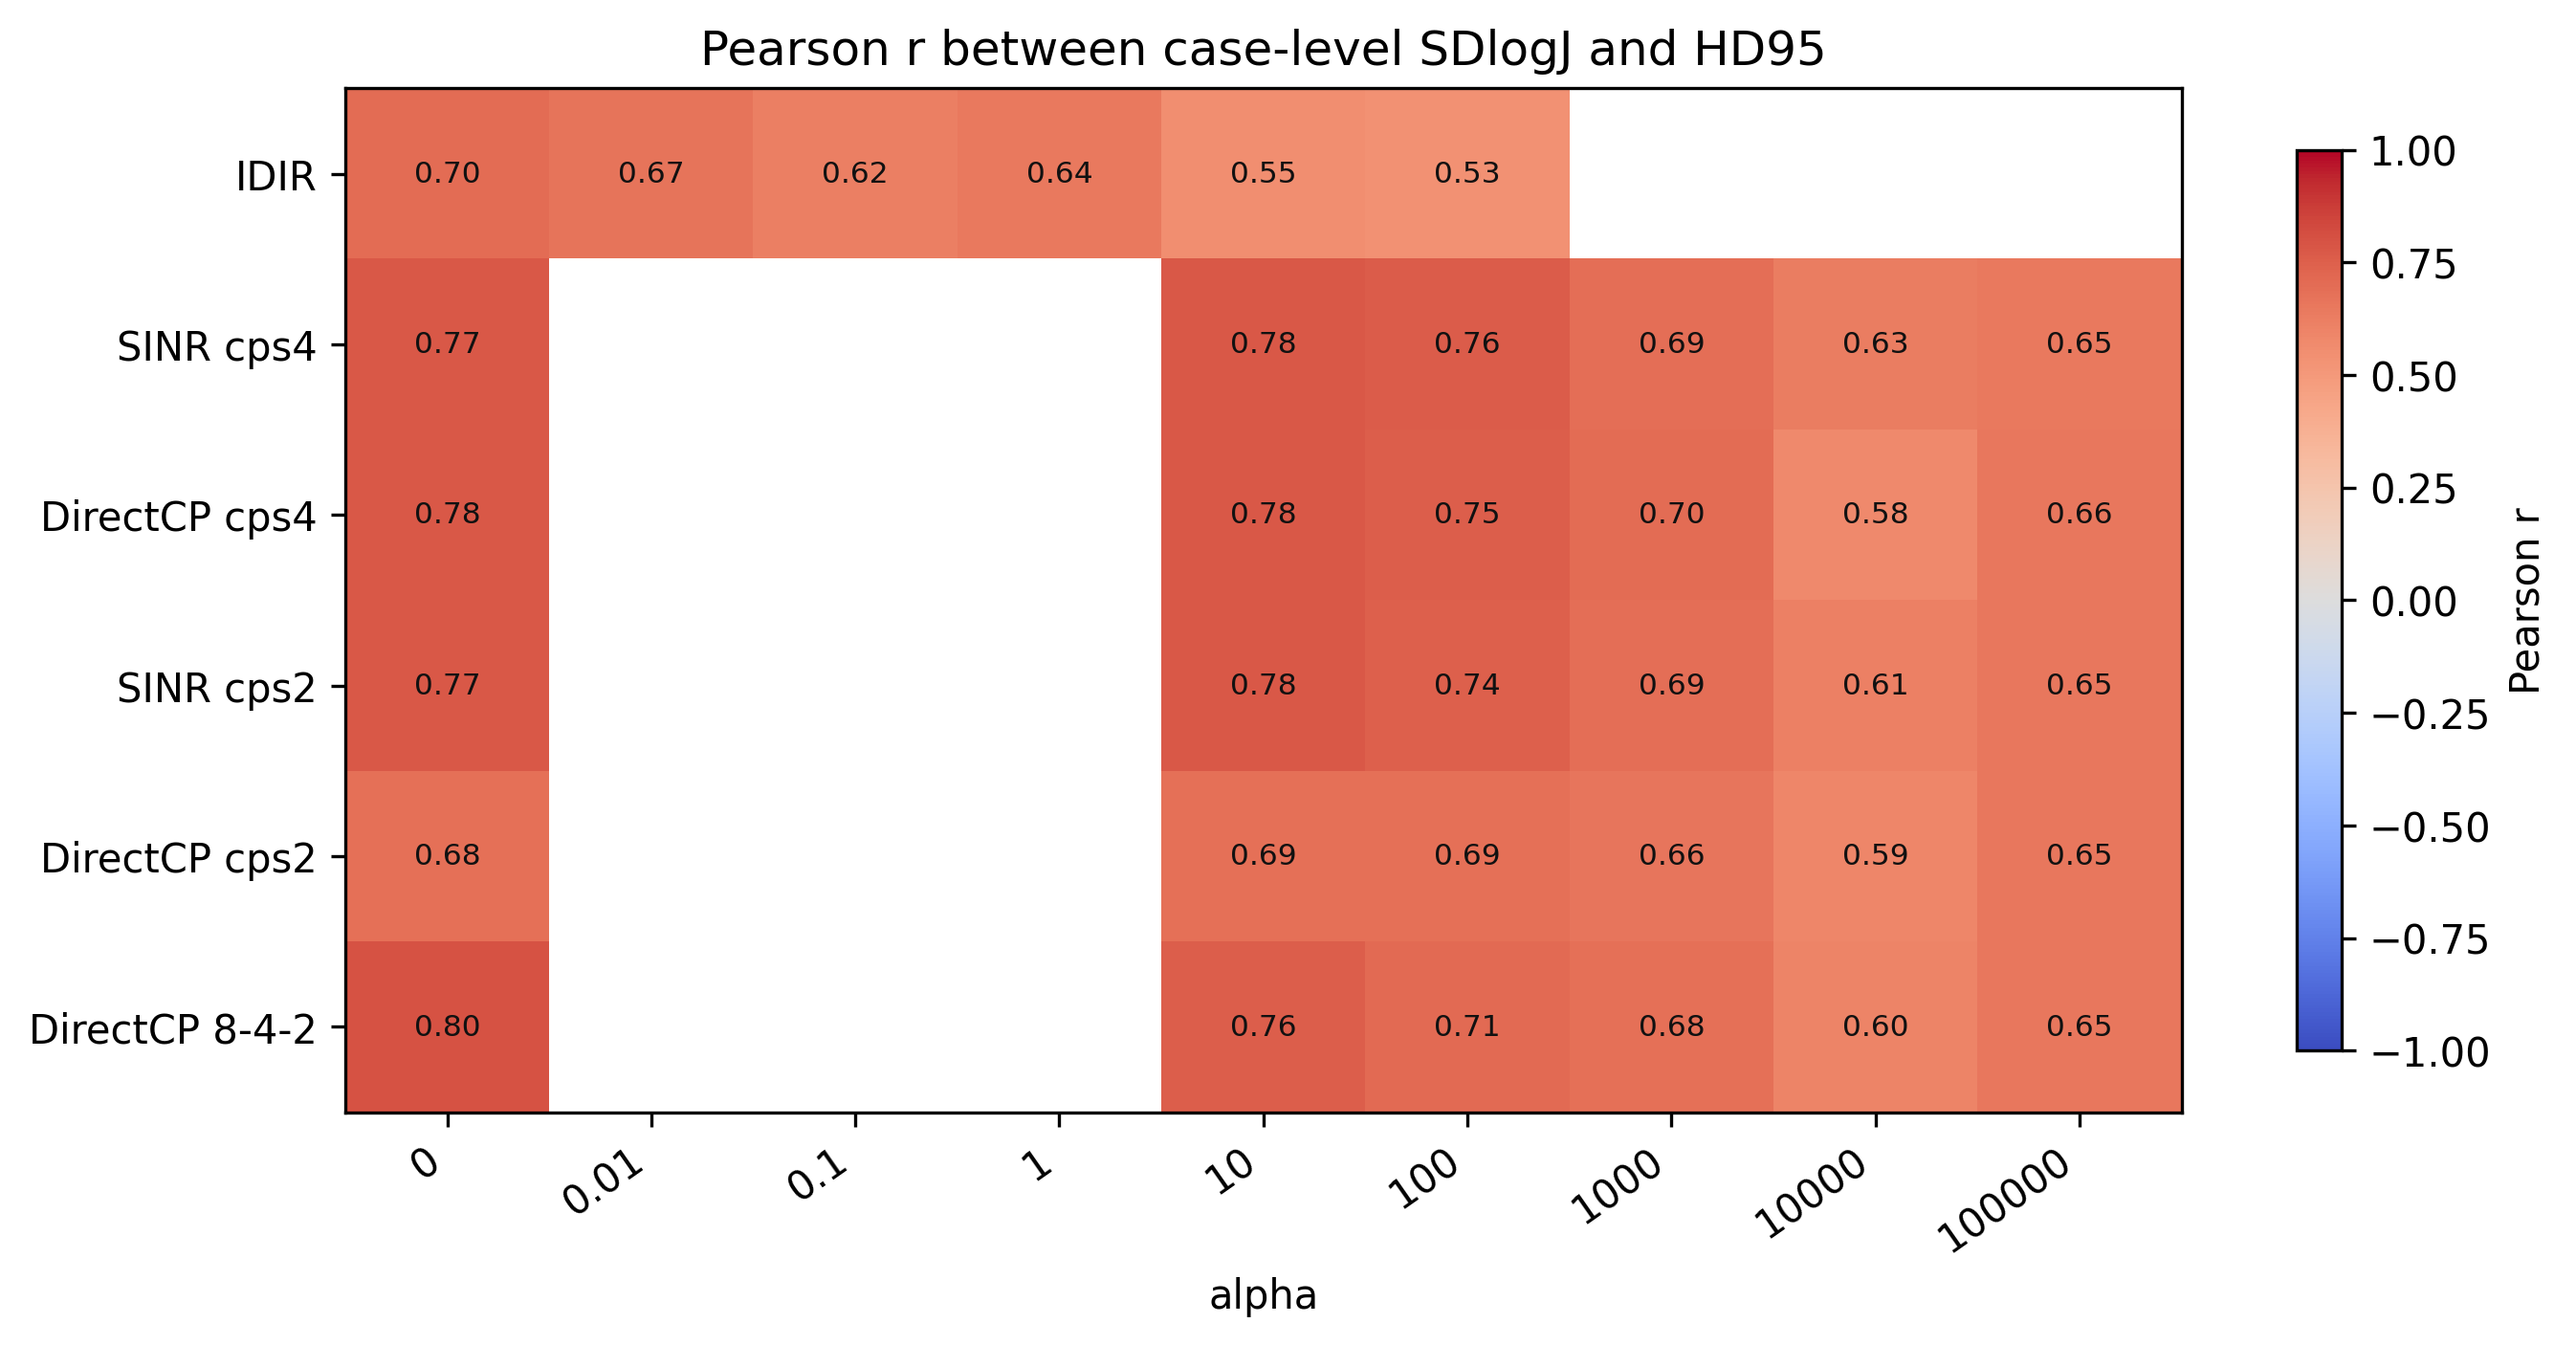 Pearson r between case-level SDlogJ and HD95
IDIR 0.70 0.67 0.62 0.64 0.55 0.53
SINR cps4 0.77 0.78 0.76 0.69 0.63 0.65
DirectCP cps4 0.78 0.78 0.75 0.70 0.58 0.66
SINR cps2 0.77 0.78 0.74 0.69 0.61 0.65
DirectCP cps2 0.68 0.69 0.69 0.66 0.59 0.65
DirectCP 8-4-2 0.80 0.76 0.71 0.68 0.60 0.65
0 0.01 0.1 1 10 100 1000 10000 100000
alpha
1.00
0.75
0.50
0.25
0.00
−0.25
−0.50
−0.75
−1.00
Pearson r